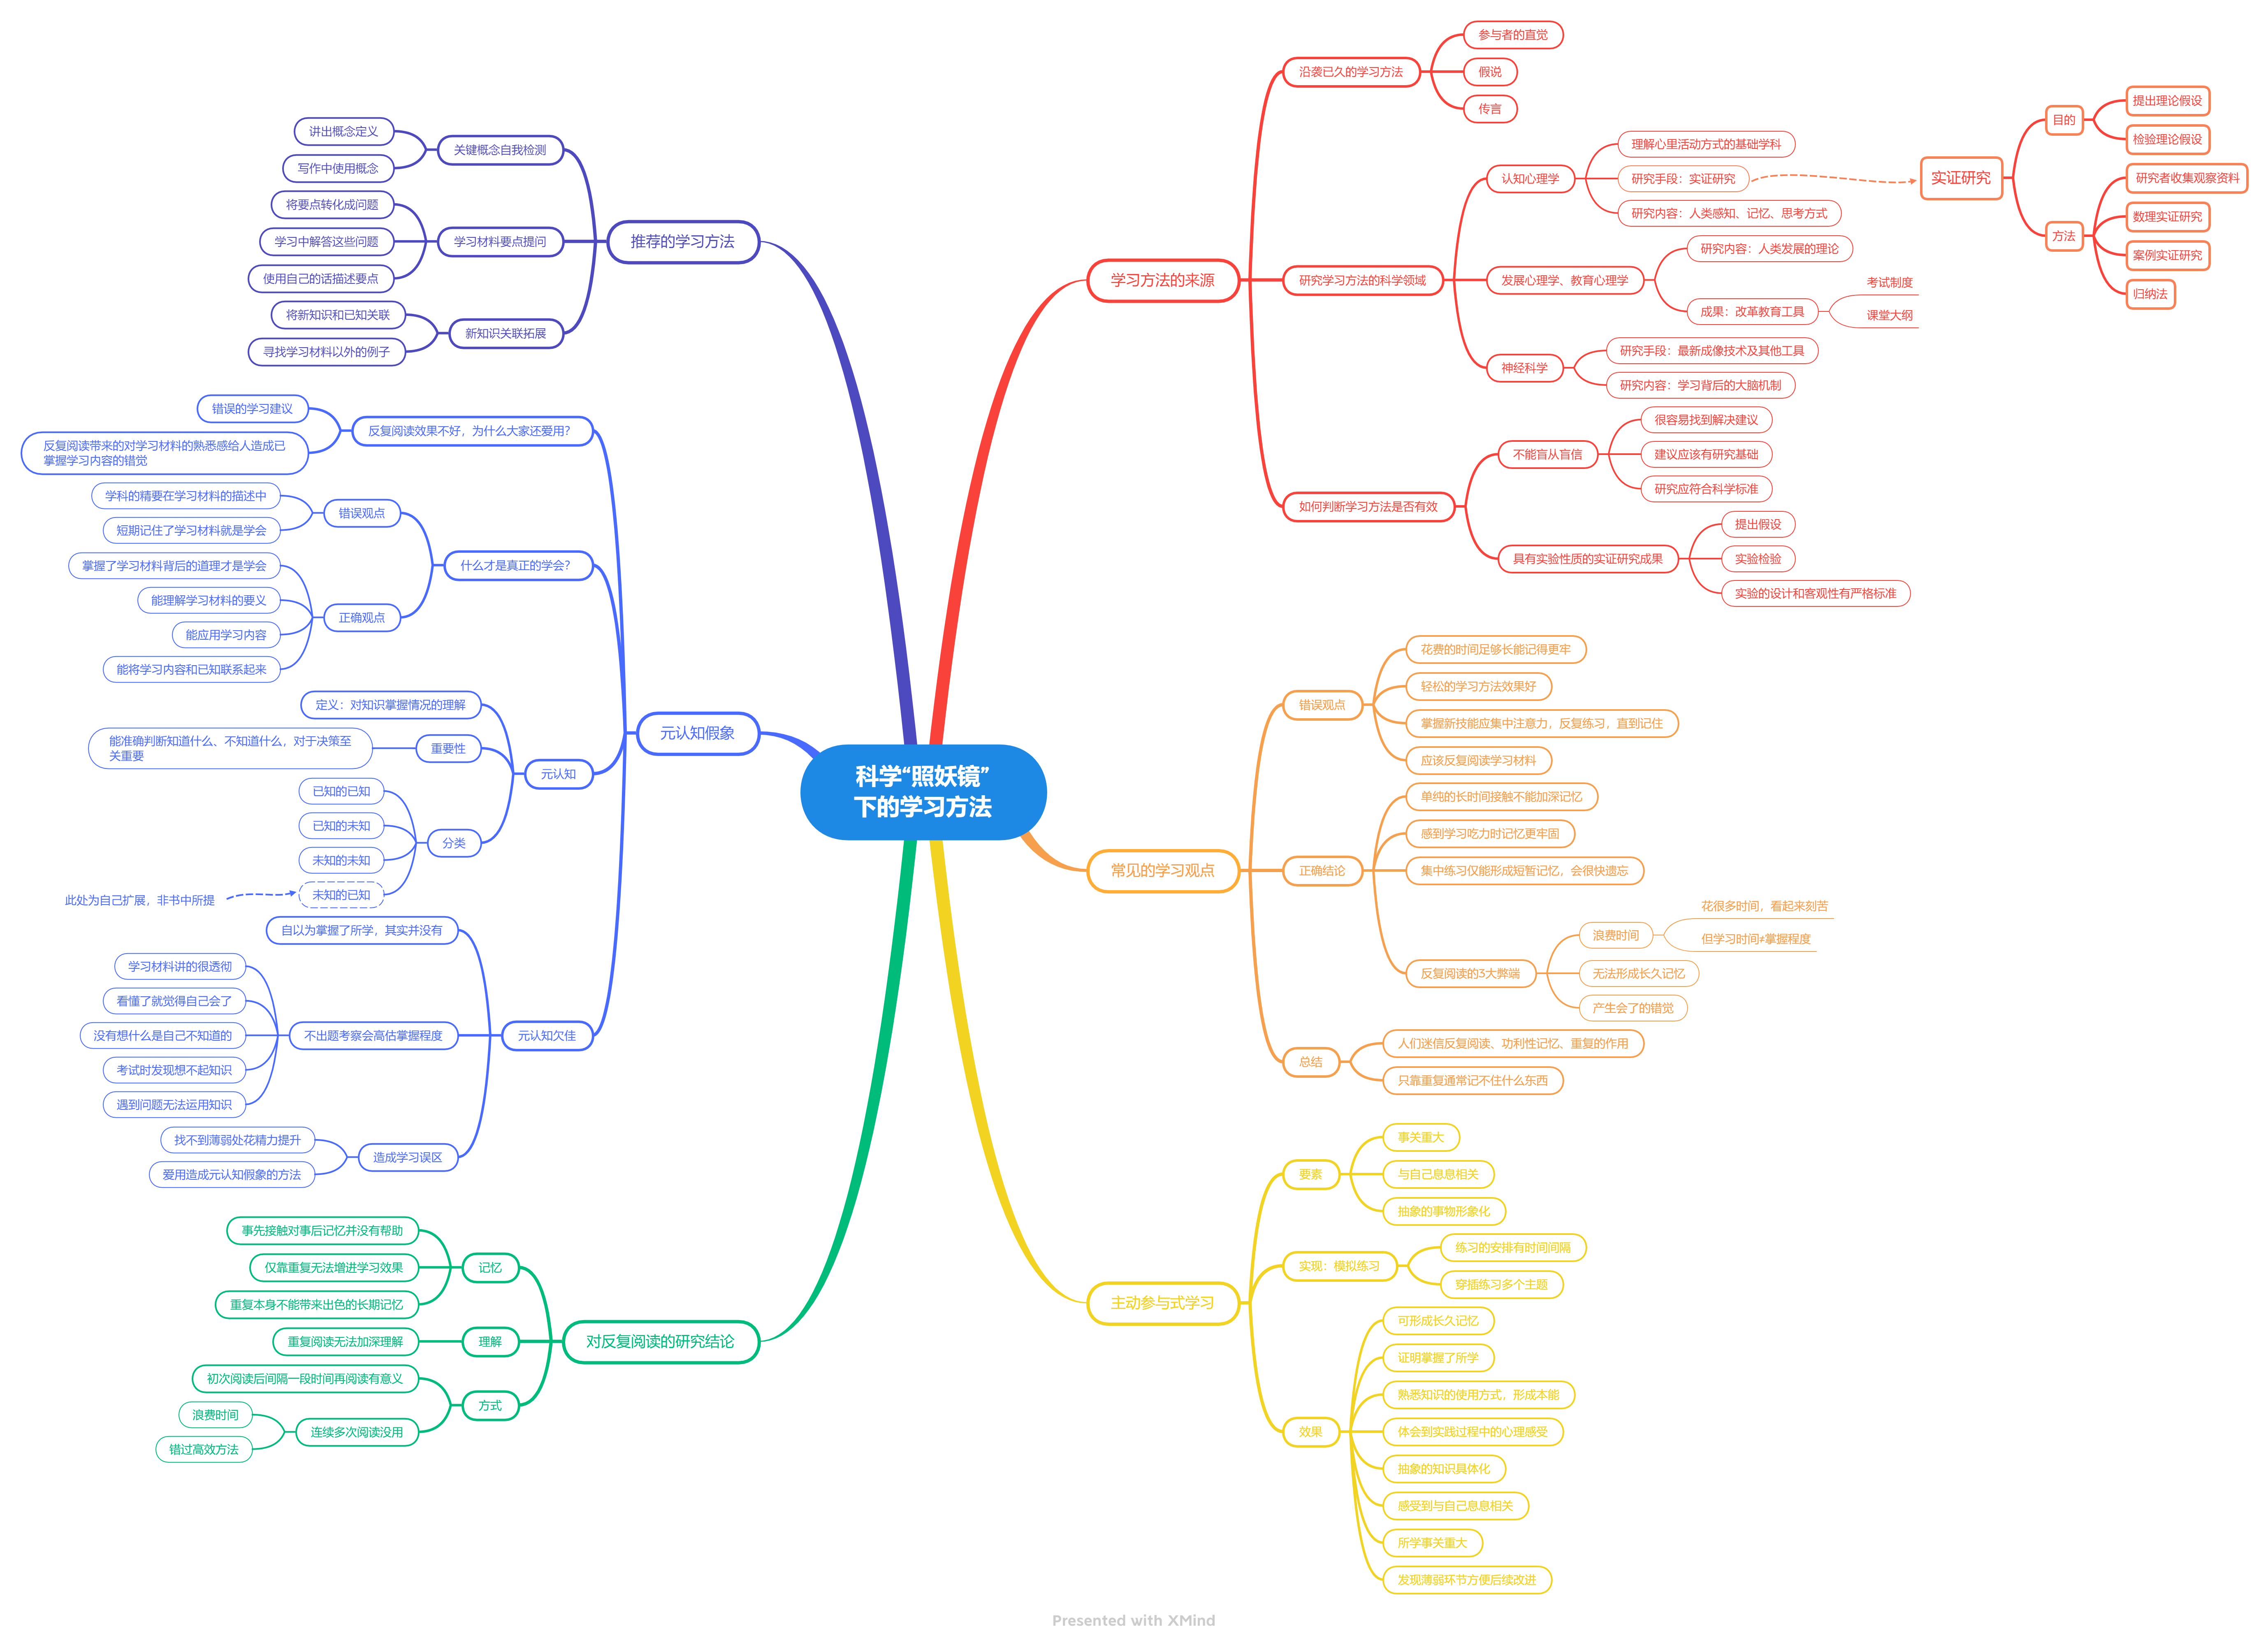 科学“照妖镜”
下的学习方法
学习方法的来源
沿袭已久的学习方法
参与者的直觉
假说
传言
研究学习方法的科学领域
认知心理学
理解心里活动方式的基础学科
研究手段：实证研究
研究内容：人类感知、记忆、思考方式
发展心理学、教育心理学
研究内容：人类发展的理论
成果：改革教育工具
考试制度
课堂大纲
神经科学
研究手段：最新成像技术及其他工具
研究内容：学习背后的大脑机制
如何判断学习方法是否有效
不能盲从盲信
很容易找到解决建议
建议应该有研究基础
研究应符合科学标准
具有实验性质的实证研究成果
提出假设
实验检验
实验的设计和客观性有严格标准
实证研究
目的
提出理论假设
检验理论假设
方法
研究者收集观察资料
数理实证研究
案例实证研究
归纳法
常见的学习观点
错误观点
花费的时间足够长能记得更牢
轻松的学习方法效果好
掌握新技能应集中注意力，反复练习，直到记住
应该反复阅读学习材料
正确结论
单纯的长时间接触不能加深记忆
感到学习吃力时记忆更牢固
集中练习仅能形成短暂记忆，会很快遗忘
反复阅读的3大弊端
浪费时间
花很多时间，看起来刻苦
但学习时间≠掌握程度
无法形成长久记忆
产生会了的错觉
总结
人们迷信反复阅读、功利性记忆、重复的作用
只靠重复通常记不住什么东西
主动参与式学习
要素
事关重大
与自己息息相关
抽象的事物形象化
实现：模拟练习
练习的安排有时间间隔
穿插练习多个主题
效果
可形成长久记忆
证明掌握了所学
熟悉知识的使用方式，形成本能
体会到实践过程中的心理感受
抽象的知识具体化
感受到与自己息息相关
所学事关重大
发现薄弱环节方便后续改进
推荐的学习方法
关键概念自我检测
讲出概念定义
写作中使用概念
学习材料要点提问
将要点转化成问题
学习中解答这些问题
使用自己的话描述要点
新知识关联拓展
将新知识和已知关联
寻找学习材料以外的例子
元认知假象
反复阅读效果不好，为什么大家还爱用？
错误的学习建议
反复阅读带来的对学习材料的熟悉感给人造成已
掌握学习内容的错觉
什么才是真正的学会？
错误观点
学科的精要在学习材料的描述中
短期记住了学习材料就是学会
正确观点
掌握了学习材料背后的道理才是学会
能理解学习材料的要义
能应用学习内容
能将学习内容和已知联系起来
元认知
定义：对知识掌握情况的理解
重要性
能准确判断知道什么、不知道什么，对于决策至
关重要
分类
已知的已知
已知的未知
未知的未知
未知的已知
此处为自己扩展，非书中所提
元认知欠佳
自以为掌握了所学，其实并没有
不出题考察会高估掌握程度
学习材料讲的很透彻
看懂了就觉得自己会了
没有想什么是自己不知道的
考试时发现想不起知识
遇到问题无法运用知识
造成学习误区
找不到薄弱处花精力提升
爱用造成元认知假象的方法
对反复阅读的研究结论
记忆
事先接触对事后记忆并没有帮助
仅靠重复无法增进学习效果
重复本身不能带来出色的长期记忆
理解
重复阅读无法加深理解
方式
初次阅读后间隔一段时间再阅读有意义
连续多次阅读没用
浪费时间
错过高效方法
Presented with XMind